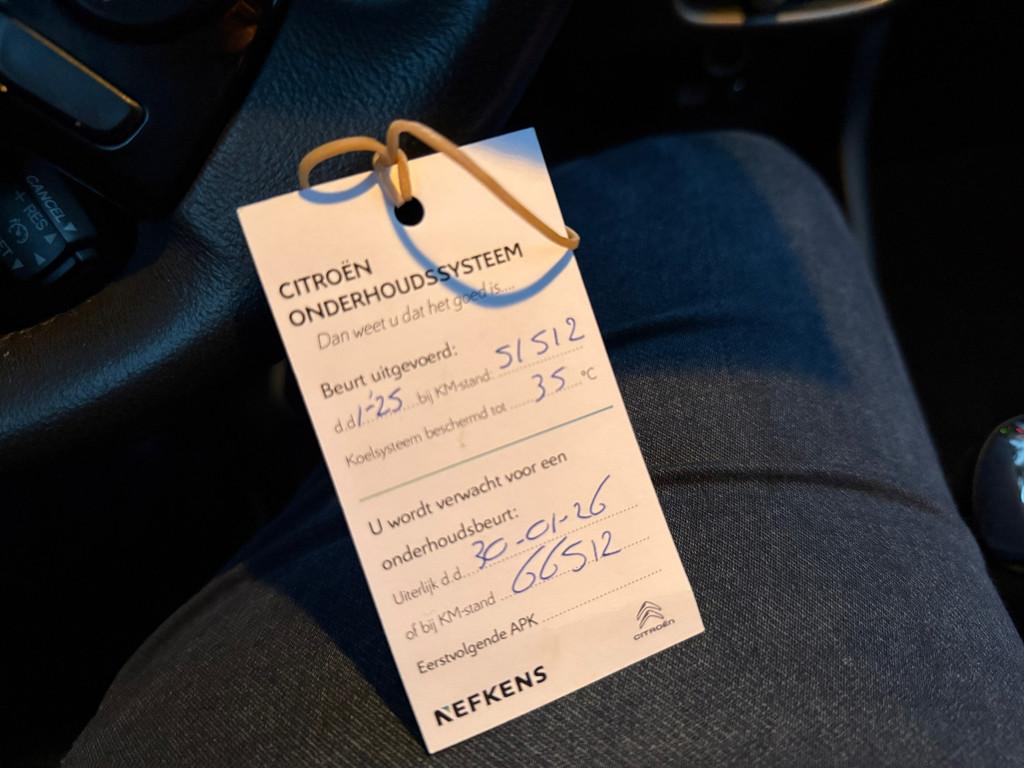 CANCEL
RES
CITROËN
ONDERHOUDSSYSTEEM
Dan weet u dat het goed is....
Beurt uitgevoerd:
d.d. 1-25 bij KM-stand: 51512
Koelsysteem beschermd tot 35 °C
U wordt verwacht voor een
onderhoudsbeurt:
Uiterlijk d.d. 30-01-26
of bij KM-stand 66512
Eerstvolgende APK
CITROËN
NEFKENS